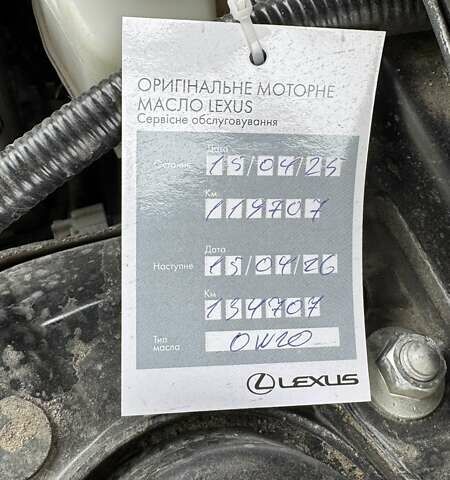 ОРИГІНАЛЬНЕ МОТОРНЕ
МАСЛО LEXUS
Сервісне обслуговування
Дата
Останнє 15/04/25
Км
119707
Дата
Наступне 15/04/26
Км
134707
Тип
масла 0W20
LEXUS